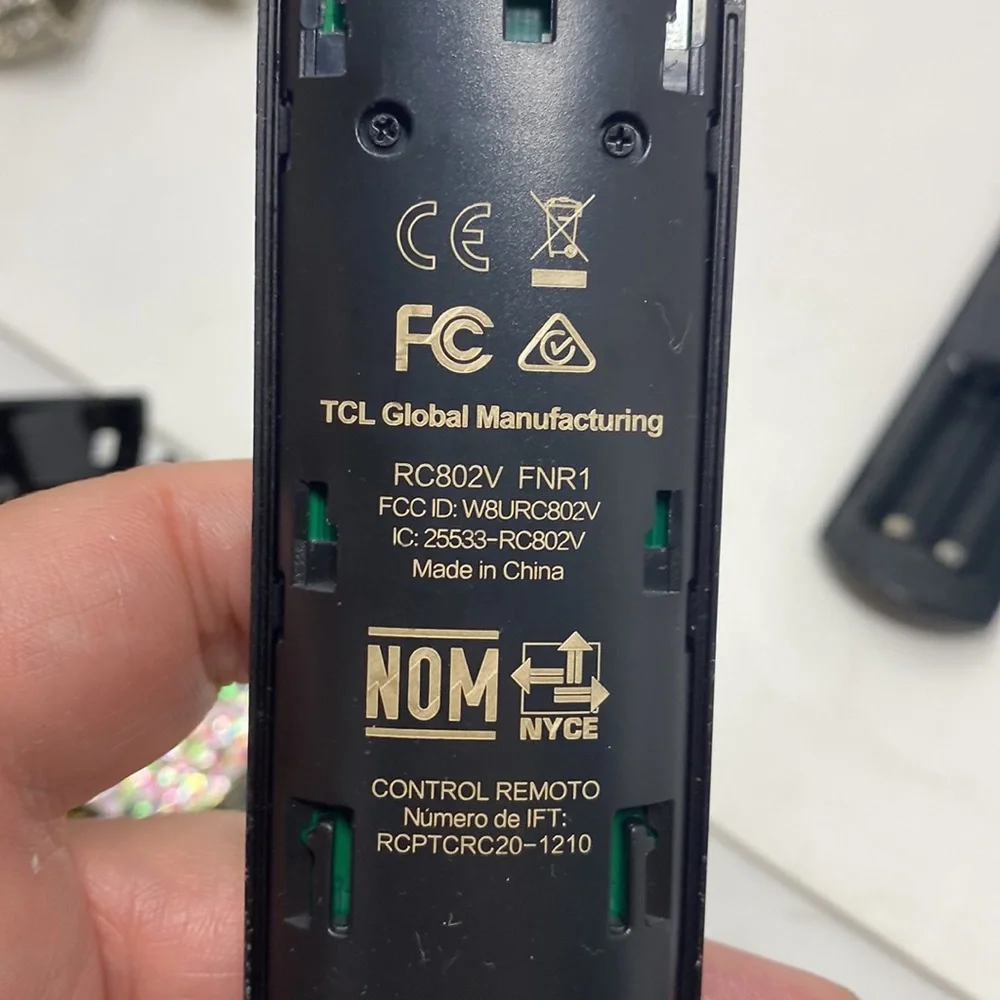 CE
FC
TCL Global Manufacturing
RC802V FNR1
FCC ID: W8URC802V
IC: 25533-RC802V
Made in China
NOM
NYCE
CONTROL REMOTO
Número de IFT:
RCPTCRC20-1210